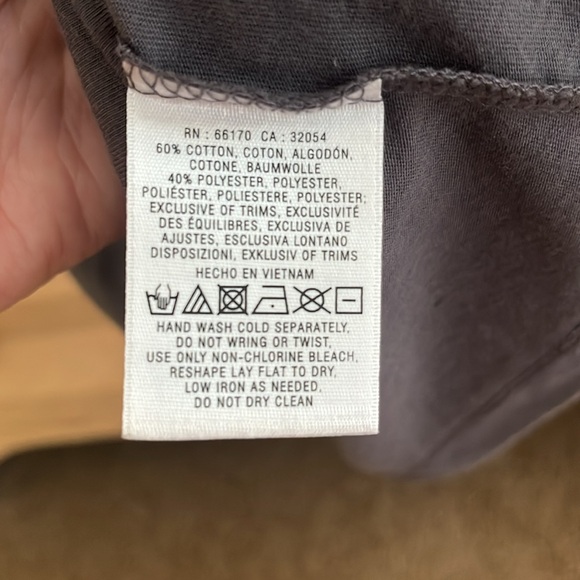 RN : 66170 CA : 32054
60% COTTON, COTON, ALGODÓN,
COTONE, BAUMWOLLE
40% POLYESTER, POLYESTER,
POLIÉSTER, POLIESTERE, POLYESTER;
EXCLUSIVE OF TRIMS, EXCLUSIVITÉ
DES ÉQUILIBRES, EXCLUSIVA DE
AJUSTES, ESCLUSIVA LONTANO
DISPOSIZIONI, EXKLUSIV OF TRIMS
HECHO EN VIETNAM
HAND WASH COLD SEPARATELY.
DO NOT WRING OR TWIST,
USE ONLY NON-CHLORINE BLEACH.
RESHAPE LAY FLAT TO DRY.
LOW IRON AS NEEDED.
DO NOT DRY CLEAN